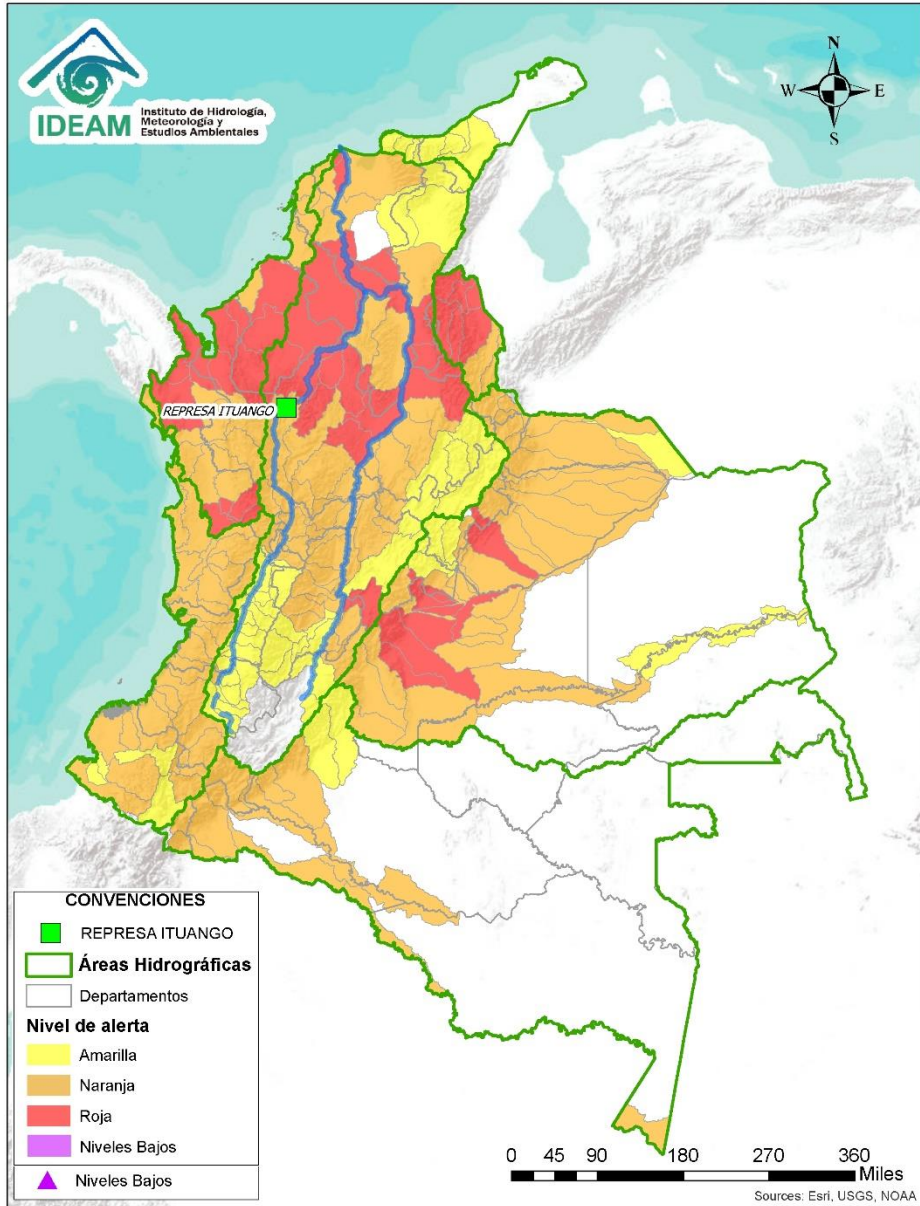 IDEAM
Instituto de Hidrología,
Meteorología y
Estudios Ambientales
N
W
E
S
REPRESA ITUANGO
CONVENCIONES
REPRESA ITUANGO
Áreas Hidrográficas
Departamentos
Nivel de alerta
Amarilla
Naranja
Roja
Niveles Bajos
Niveles Bajos
0 45 90 180 270 360
Miles
Sources: Esri, USGS, NOAA